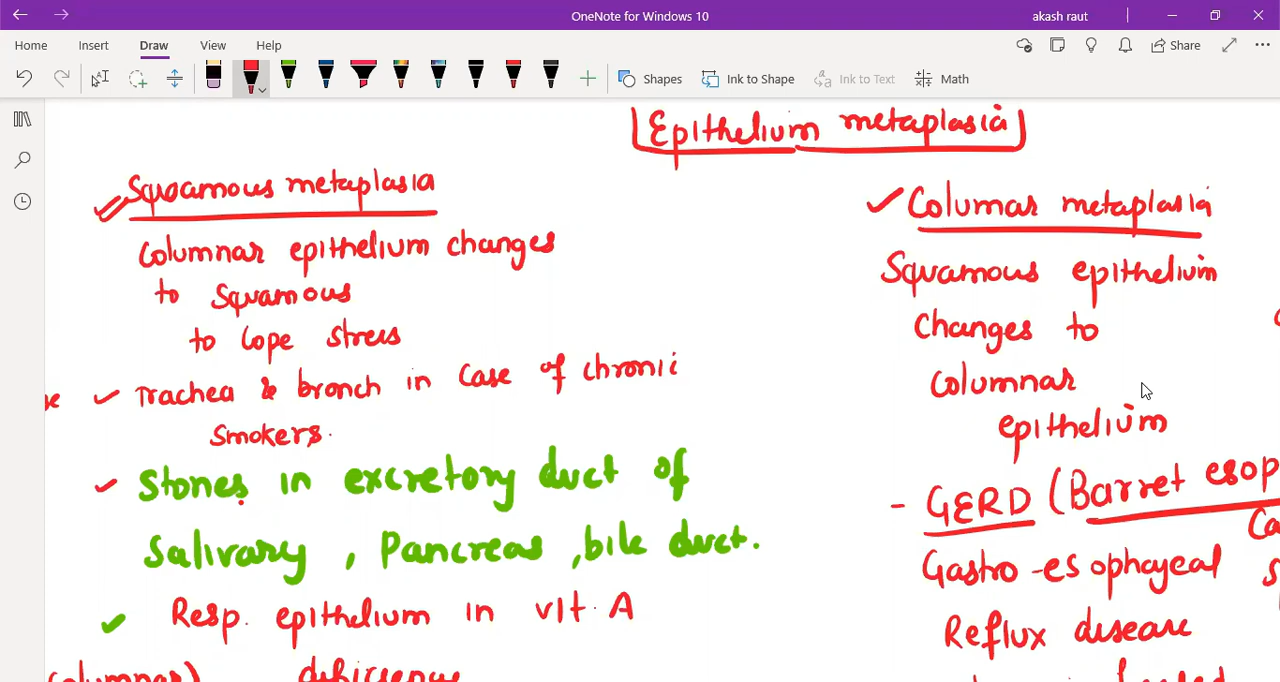 OneNote for Windows 10
akash raut
Home
Insert
Draw
View
Help
Share
Shapes
Ink to Shape
Ink to Text
Math
Epithelium metaplasia
Squamous metaplasia
Columnar epithelium changes
to Squamous
to Cope stress
Trachea & bronch in case of chronic
smokers.
Stones in excretory duct of
Salivary, Pancreas, bile duct.
Resp. epithelium in vit. A
deficiency
Columar metaplasia
Squamous epithelium
Changes to
Columnar
epithelium
- GERD (Barret esop
Gastro-esophageal
Reflux disease